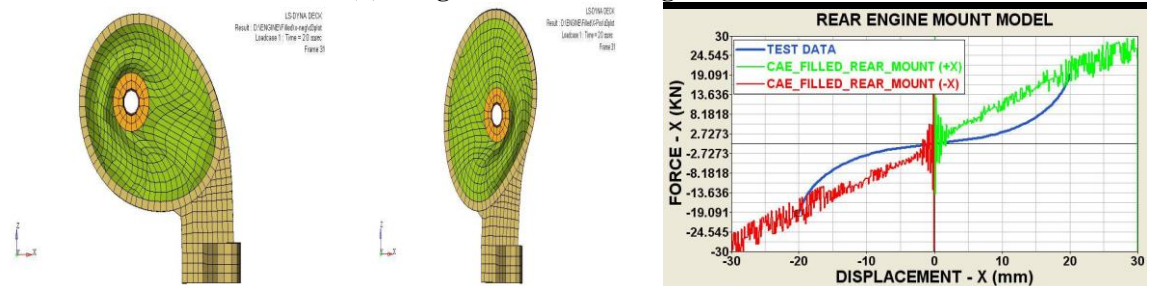 LS-DYNA DECK
Loadcase 1 : Time = 20 msec
Frame 31
Z
X
LS-DYNA DECK
Loadcase 1 : Time = 20 msec
Frame 31
Z
X
REAR ENGINE MOUNT MODEL
TEST DATA
CAE_FILLED_REAR_MOUNT (+X)
CAE_FILLED_REAR_MOUNT (-X)
FORCE - X (KN)
30
24.545
19.091
13.636
8.1818
2.7273
-2.7273
-8.1818
-13.636
-19.091
-24.545
-30
-30 -20 -10 0 10 20 30
DISPLACEMENT - X (mm)